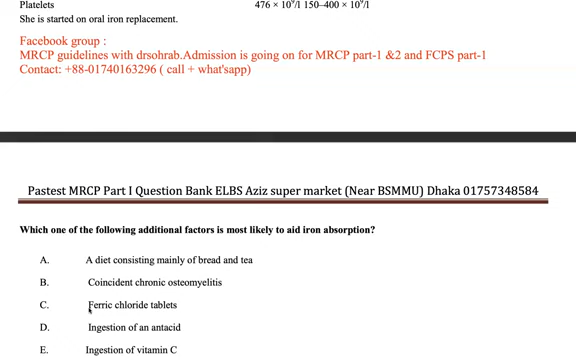 Platelets 476 × 10⁹/l 150–400 × 10⁹/l
She is started on oral iron replacement.
Facebook group :
MRCP guidelines with drsohrab.Admission is going on for MRCP part-1 &2 and FCPS part-1
Contact: +88-01740163296 ( call + what'sapp)
Pastest MRCP Part I Question Bank ELBS Aziz super market (Near BSMMU) Dhaka 01757348584
Which one of the following additional factors is most likely to aid iron absorption?
A. A diet consisting mainly of bread and tea
B. Coincident chronic osteomyelitis
C. Ferric chloride tablets
D. Ingestion of an antacid
E. Ingestion of vitamin C